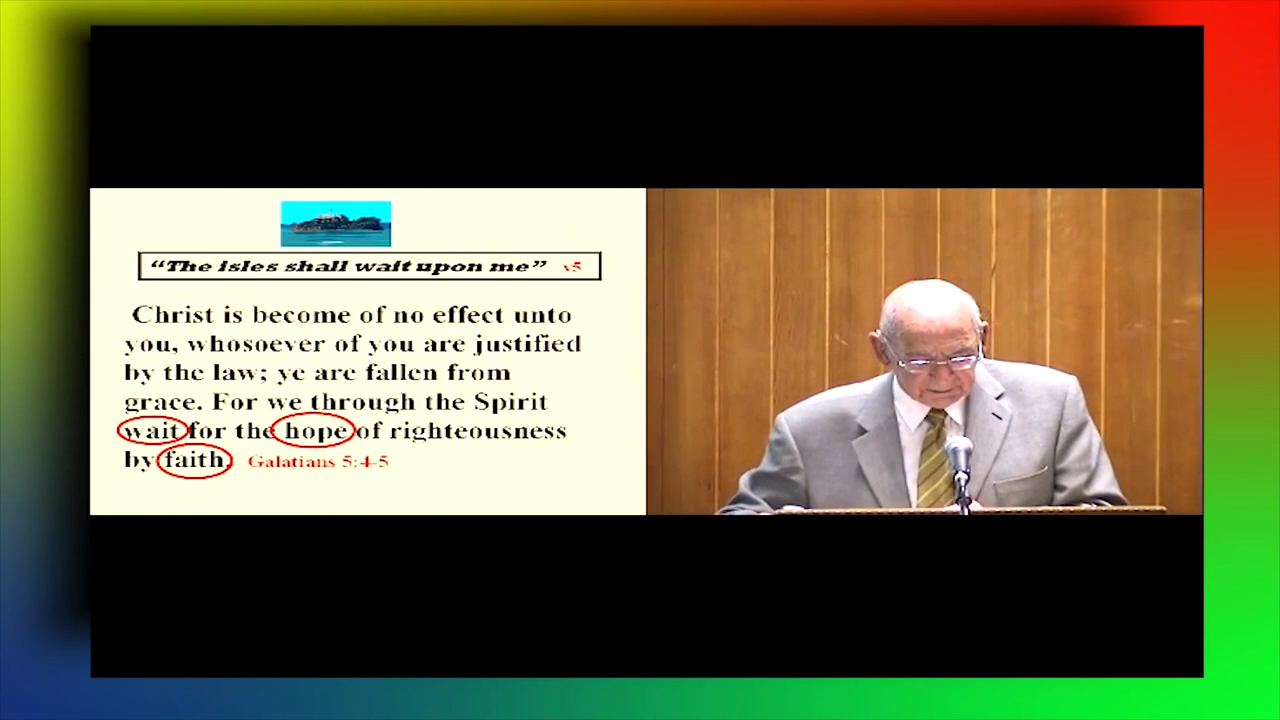 “The isles shall wait upon me” v5
Christ is become of no effect unto
you, whosoever of you are justified
by the law; ye are fallen from
grace. For we through the Spirit
wait for the hope of righteousness
by faith. Galatians 5:4-5